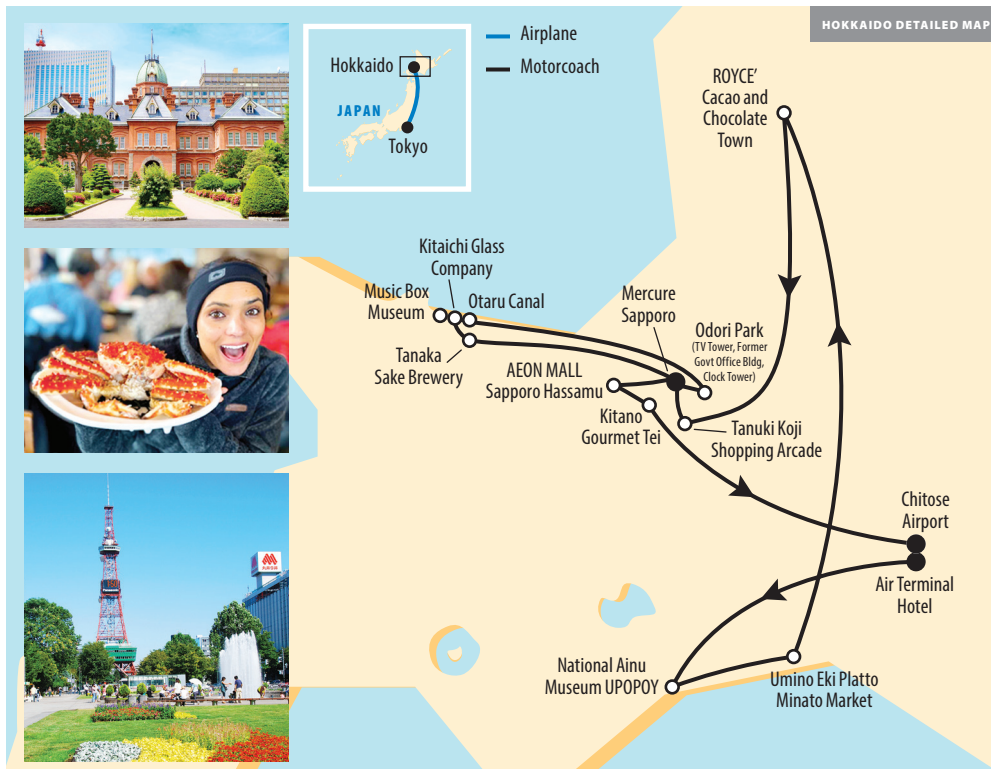 HOKKAIDO DETAILED MAP
Airplane
Motorcoach
Hokkaido
JAPAN
Tokyo
ROYCE'
Cacao and
Chocolate
Town
Kitaichi Glass
Company
Music Box
Museum
Otaru Canal
Mercure
Sapporo
Odori Park
(TV Tower, Former
Govt Office Bldg,
Clock Tower)
Tanaka
Sake Brewery
AEON MALL
Sapporo Hassamu
Kitano
Gourmet Tei
Tanuki Koji
Shopping Arcade
Chitose
Airport
Air Terminal
Hotel
National Ainu
Museum UPOPOY
Umino Eki Platto
Minato Market